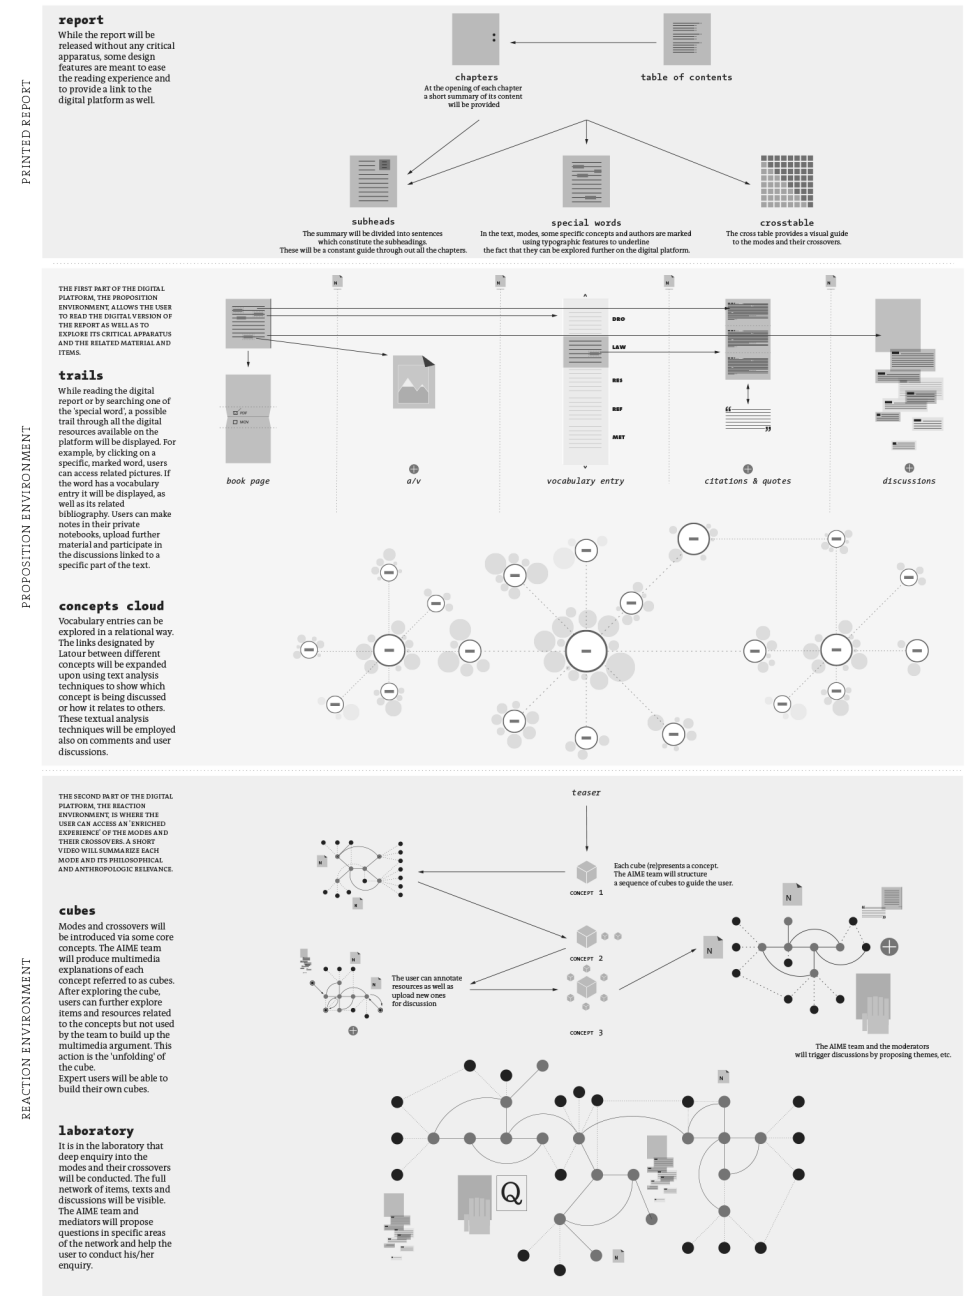 PRINTED REPORT
report
While the report will be
released without any critical
apparatus, some design
features are meant to ease
the reading experience and
to provide a link to the
digital platform as well.
chapters
At the opening of each chapter
a short summary of its content
will be provided
table of contents
subheads
The summary will be divided into sentences
which constitute the subheadings.
These will be a constant guide through out all the chapters.
special words
In the text, modes, some specific concepts and authors are marked
using typographic features to underline
the fact that they can be explored further on the digital platform.
crosstable
The cross table provides a visual guide
to the modes and their crossovers.
PROPOSITION ENVIRONMENT
THE FIRST PART OF THE DIGITAL
PLATFORM, THE PROPOSITION
ENVIRONMENT, ALLOWS THE USER
TO READ THE DIGITAL VERSION OF
THE REPORT AS WELL AS TO
EXPLORE ITS CRITICAL APPARATUS
AND THE RELATED MATERIAL AND
ITEMS.
trails
While reading the digital
report or by searching one of
the 'special word', a possible
trail through all the digital
resources available on the
platform will be displayed. For
example, by clicking on a
specific, marked word, users
can access related pictures. If
the word has a vocabulary
entry it will be displayed, as
well as its related
bibliography. Users can make
notes in their private
notebooks, upload further
material and participate in
the discussions linked to a
specific part of the text.
N
N
N
N
DRO
LAW
RES
REF
MET
“
”
book page
a/v
vocabulary entry
citations & quotes
discussions
concepts cloud
Vocabulary entries can be
explored in a relational way.
The links designated by
Latour between different
concepts will be expanded
upon using text analysis
techniques to show which
concept is being discussed
or how it relates to others.
These textual analysis
techniques will be employed
also on comments and user
discussions.
REACTION ENVIRONMENT
THE SECOND PART OF THE DIGITAL
PLATFORM, THE REACTION
ENVIRONMENT, IS WHERE THE
USER CAN ACCESS AN 'ENRICHED
EXPERIENCE' OF THE MODES AND
THEIR CROSSOVERS. A SHORT
VIDEO WILL SUMMARIZE EACH
MODE AND ITS PHILOSOPHICAL
AND ANTHROPOLOGIC RELEVANCE.
teaser
Each cube (re)presents a concept.
The AIME team will structure
a sequence of cubes to guide the user.
CONCEPT 1
N
N
cubes
Modes and crossovers will
be introduced via some core
concepts. The AIME team
will produce multimedia
explanations of each
concept referred to as cubes.
After exploring the cube,
users can further explore
items and resources related
to the concepts but not used
by the team to build up the
multimedia argument. This
action is the 'unfolding' of
the cube.
Expert users will be able to
build their own cubes.
CONCEPT 2
The user can annotate
resources as well as
upload new ones
for discussion
N
N
CONCEPT 3
N
N
The AIME team and the moderators
will trigger discussions by proposing themes, etc.
laboratory
It is in the laboratory that
deep enquiry into the
modes and their crossovers
will be conducted. The full
network of items, texts and
discussions will be visible.
The AIME team and
mediators will propose
questions in specific areas
of the network and help the
user to conduct his/her
enquiry.
N
Q
N